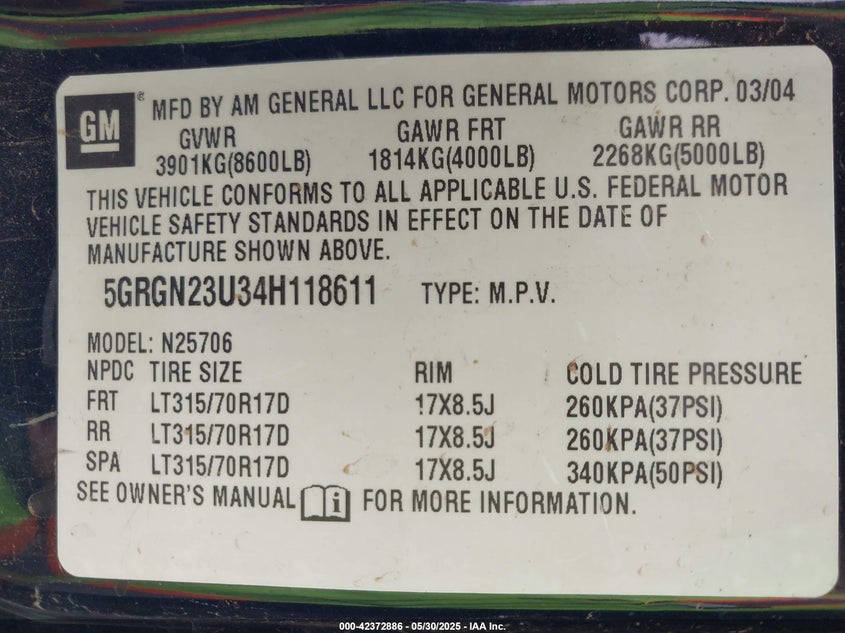 GM® MFD BY AM GENERAL LLC FOR GENERAL MOTORS CORP. 03/04
GVWR GAWR FRT GAWR RR
3901KG(8600LB) 1814KG(4000LB) 2268KG(5000LB)
THIS VEHICLE CONFORMS TO ALL APPLICABLE U.S. FEDERAL MOTOR
VEHICLE SAFETY STANDARDS IN EFFECT ON THE DATE OF
MANUFACTURE SHOWN ABOVE.
5GRGN23U34H118611 TYPE: M.P.V.
MODEL: N25706
NPDC TIRE SIZE RIM COLD TIRE PRESSURE
FRT LT315/70R17D 17X8.5J 260KPA(37PSI)
RR LT315/70R17D 17X8.5J 260KPA(37PSI)
SPA LT315/70R17D 17X8.5J 340KPA(50PSI)
SEE OWNER'S MANUAL i FOR MORE INFORMATION.
000-42372886 - 05/30/2025 - IAA Inc.